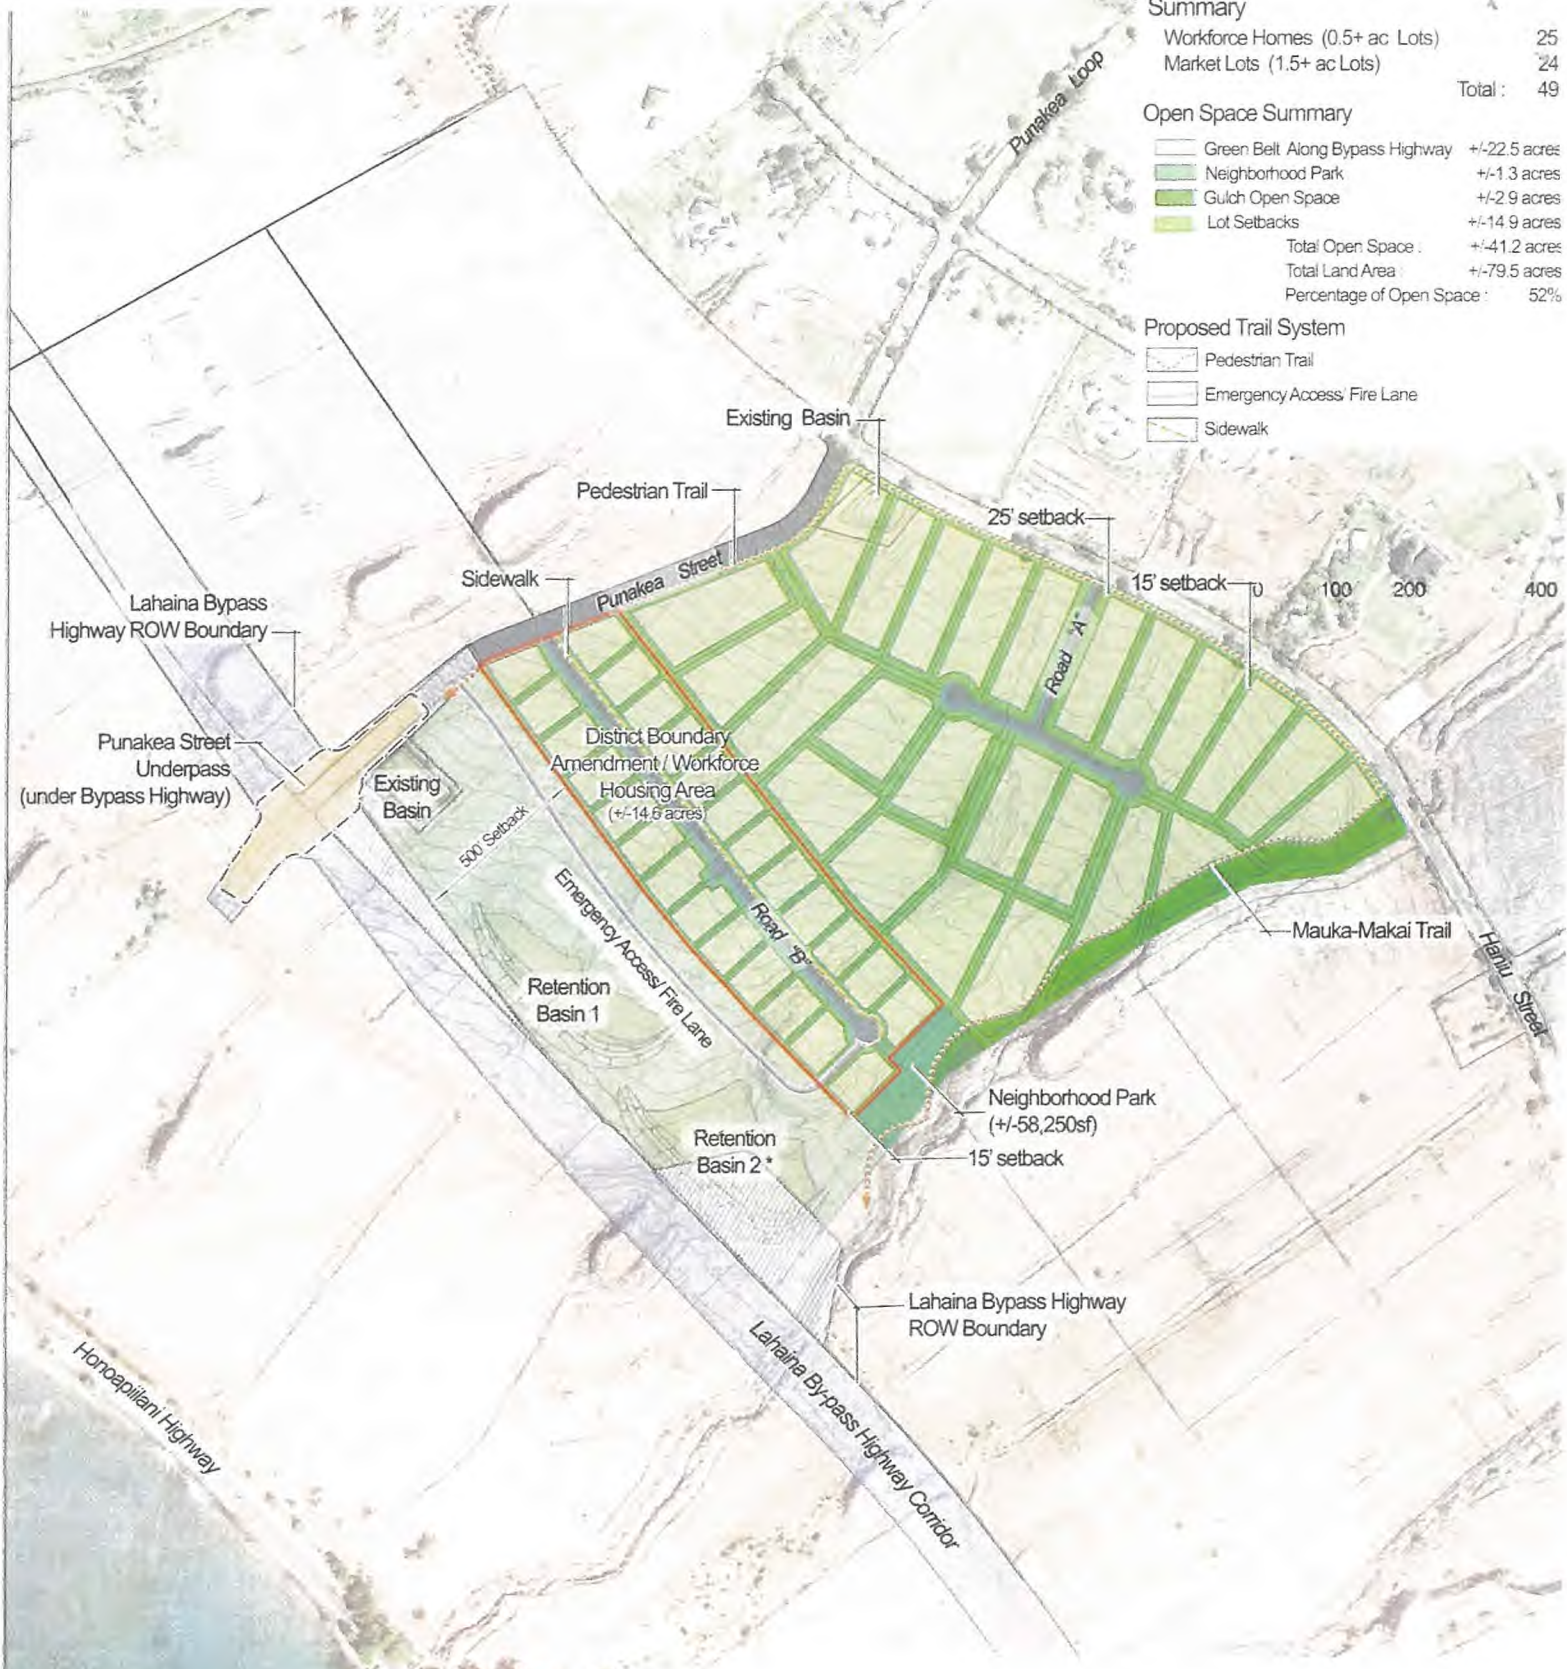 Summary
Workforce Homes (0.5+ ac Lots) 25
Market Lots (1.5+ ac Lots) 24
Total : 49
Open Space Summary
Green Belt Along Bypass Highway +/-22.5 acres
Neighborhood Park +/-1.3 acres
Gulch Open Space +/-2.9 acres
Lot Setbacks +/-14.9 acres
Total Open Space : +/-41.2 acres
Total Land Area : +/-79.5 acres
Percentage of Open Space : 52%
Proposed Trail System
Pedestrian Trail
Emergency Access/ Fire Lane
Sidewalk
Punakea Loop
Existing Basin
Pedestrian Trail
25' setback
15' setback
0 100 200 400
Sidewalk
Punakea Street
Lahaina Bypass
Highway ROW Boundary
Road "A"
Punakea Street
Underpass
(under Bypass Highway)
Existing
Basin
District Boundary
Amendment / Workforce
Housing Area
(+/-14.6 acres)
500' Setback
Emergency Access/ Fire Lane
Road "B"
Mauka-Makai Trail
Haniu Street
Retention
Basin 1
Neighborhood Park
(+/-58,250sf)
15' setback
Retention
Basin 2 *
Lahaina Bypass Highway
ROW Boundary
Lahaina By-pass Highway Corridor
Honoapiilani Highway